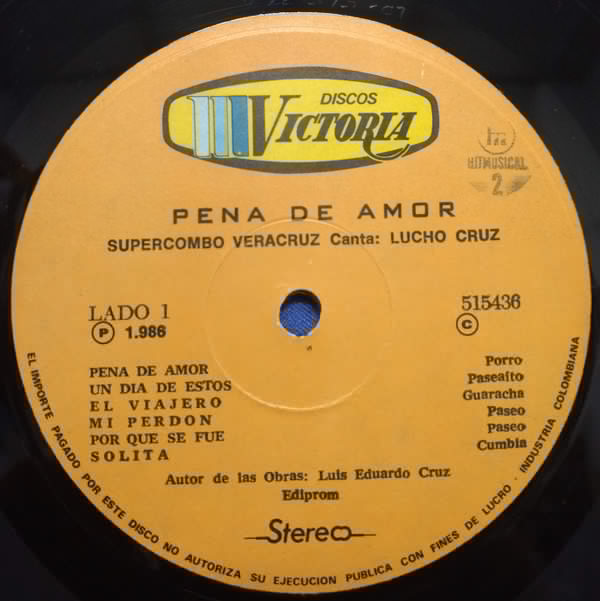 DISCOS
VICTORIA
HITMUSICAL
2
PENA DE AMOR
SUPERCOMBO VERACRUZ Canta: LUCHO CRUZ
LADO 1
515436
Ⓟ 1.986
©
PENA DE AMOR Porro
UN DIA DE ESTOS Paseaito
EL VIAJERO Guaracha
MI PERDON Paseo
POR QUE SE FUE Paseo
SOLITA Cumbia
Autor de las Obras: Luis Eduardo Cruz
Ediprom
Stereo
EL IMPORTE PAGADO POR ESTE DISCO NO AUTORIZA SU EJECUCION PUBLICA CON FINES DE LUCRO - INDUSTRIA COLOMBIANA